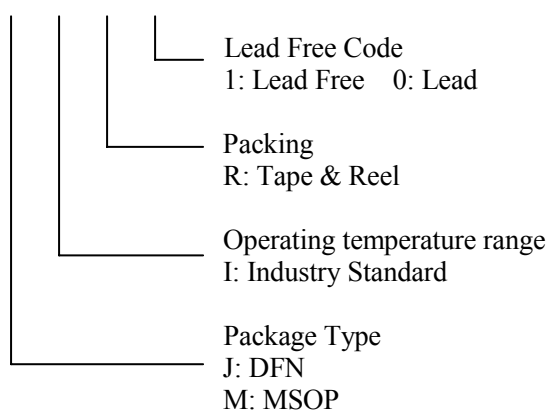 Lead Free Code
1: Lead Free 0: Lead
Packing
R: Tape & Reel
Operating temperature range
I: Industry Standard
Package Type
J: DFN
M: MSOP